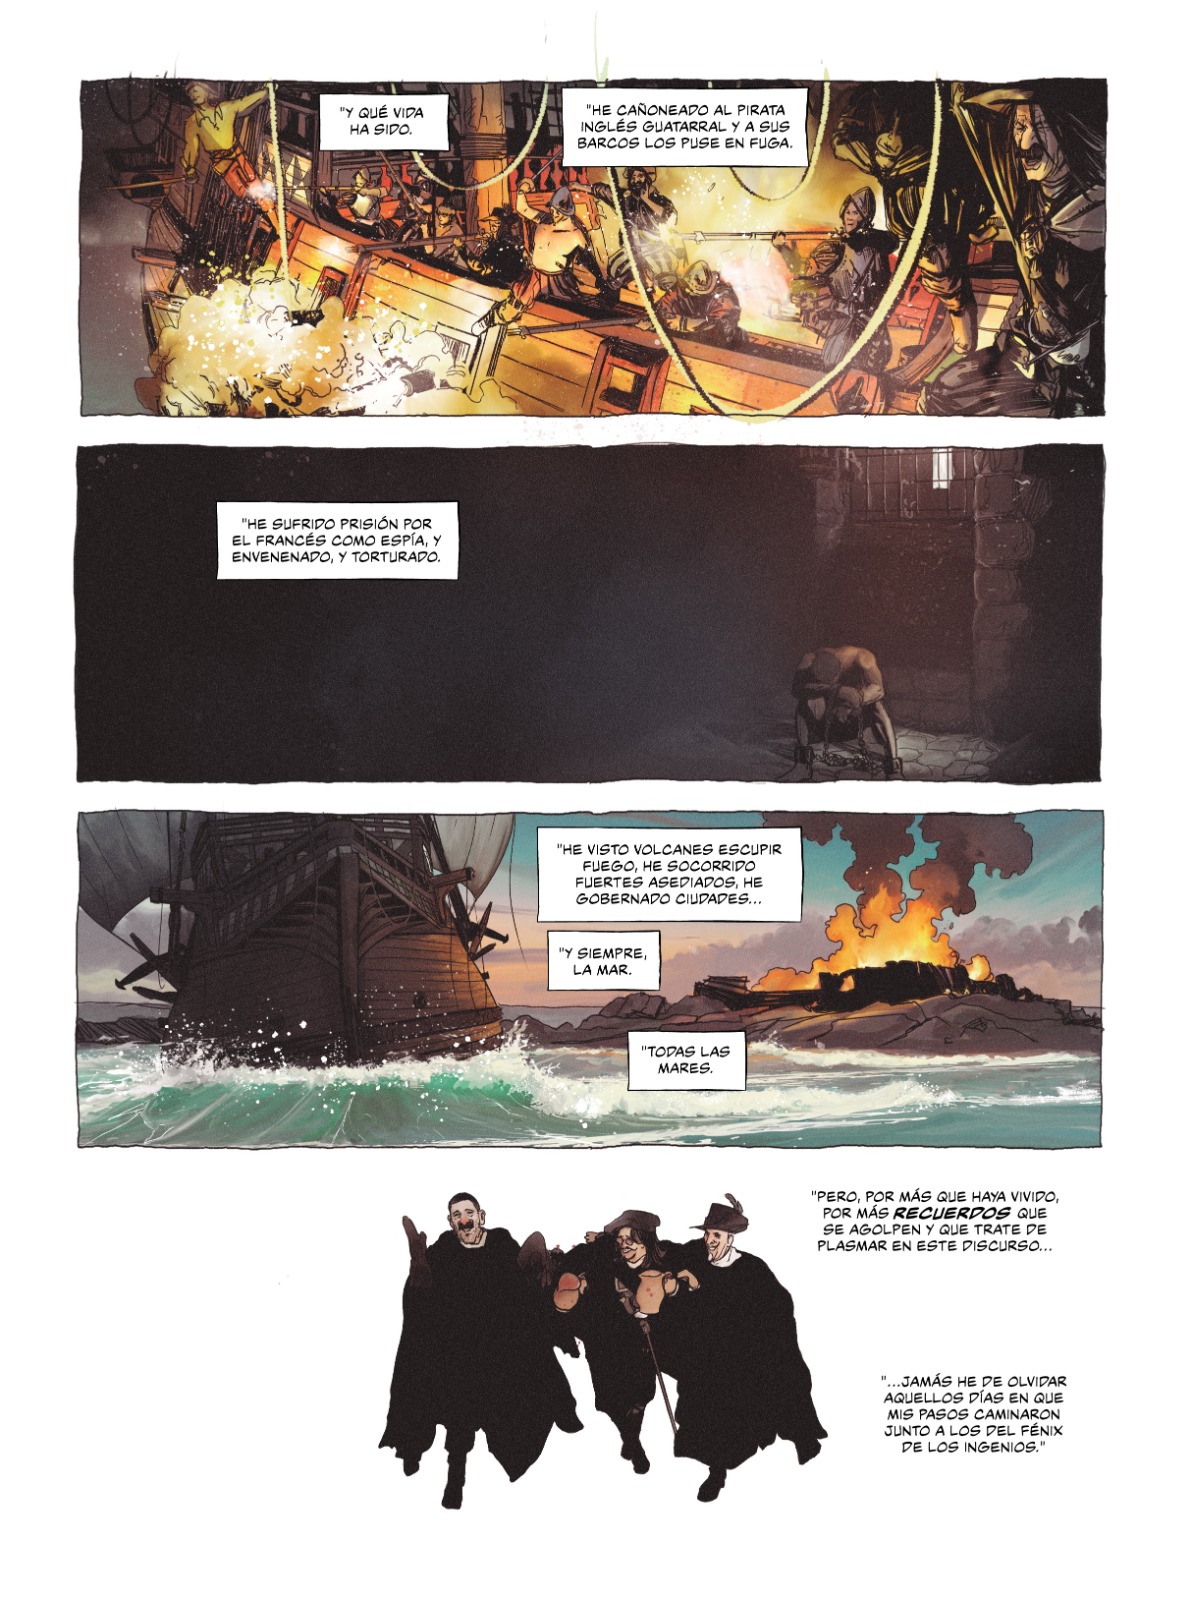 "Y QUÉ VIDA
HA SIDO.
"HE CAÑONEADO AL PIRATA
INGLÉS GUATARRAL Y A SUS
BARCOS LOS PUSE EN FUGA.
"HE SUFRIDO PRISIÓN POR
EL FRANCÉS COMO ESPÍA, Y
ENVENENADO, Y TORTURADO.
"HE VISTO VOLCANES ESCUPIR
FUEGO, HE SOCORRIDO
FUERTES ASEDIADOS, HE
GOBERNADO CIUDADES...
"Y SIEMPRE,
LA MAR.
"TODAS LAS
MARES.
"PERO, POR MÁS QUE HAYA VIVIDO,
POR MÁS RECUERDOS QUE
SE AGOLPEN Y QUE TRATE DE
PLASMAR EN ESTE DISCURSO...
"...JAMÁS HE DE OLVIDAR
AQUELLOS DÍAS EN QUE
MIS PASOS CAMINARON
JUNTO A LOS DEL FÉNIX
DE LOS INGENIOS."